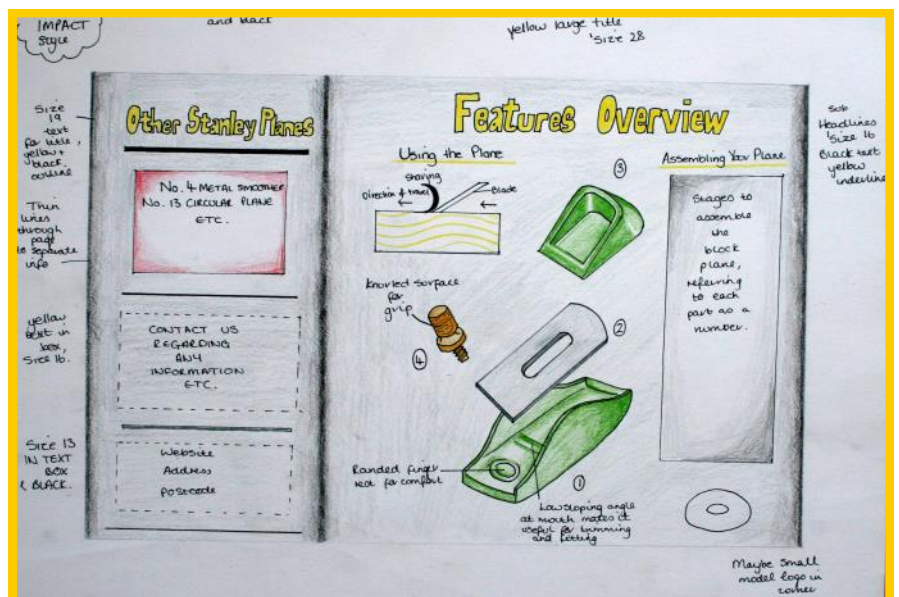 IMPACT
Style
and black
yellow large title
'Size 28
Size
19
text
for title,
yellow +
black
outline
Thin
lines
through
page
to separate
info
yellow
text in
box,
Size 16.
Size 13
IN TEXT
BOX
& BLACK.
Other Stanley Planes
No. 4 METAL SMOOTHER
No. 13 CIRCULAR PLANE
ETC.
CONTACT US
REGARDING
ANY
INFORMATION
ETC.
Website
Address
Postcode
Features Overview
Using the Plane
Shaving
Direction of travel
Blade
Knurled surface
for
grip
④
③
②
①
Rounded finger
rest for comfort
Low sloping angle
at mouth makes it
useful for trimming
and fitting
Assembling Your Plane
Stages to
assemble
the
block
plane,
referring
to each
part as a
number.
Sub
Headlines
'Size 16
Black text
yellow
underline
Maybe small
model logo in
corner